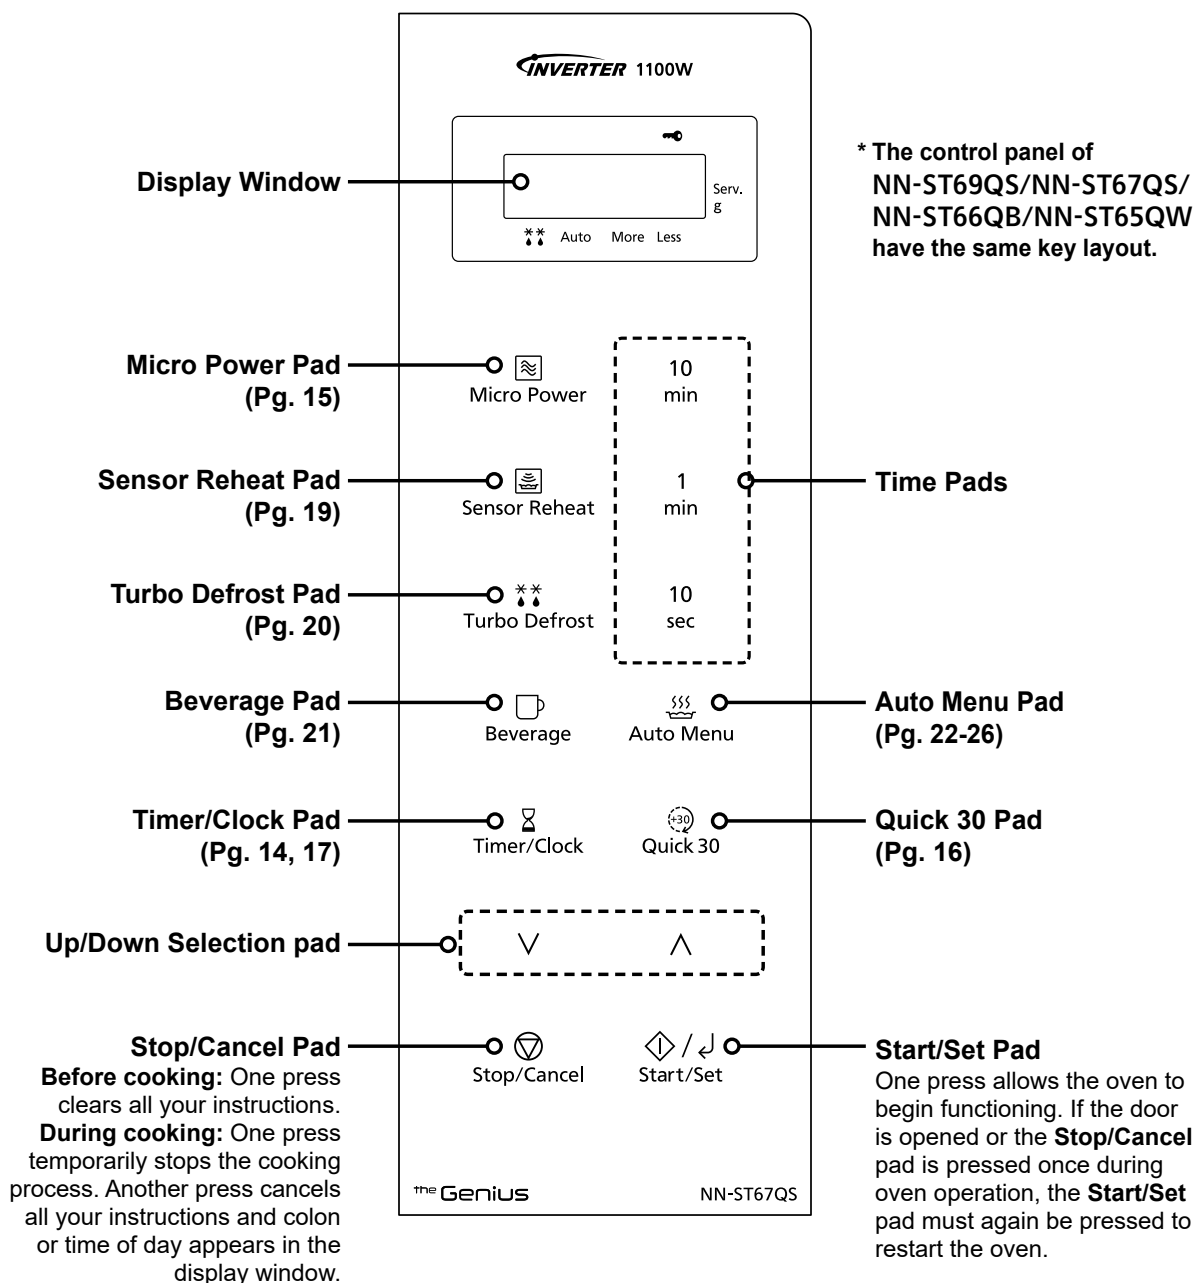 INVERTER 1100W
Display Window
Serv.
g
Auto More Less
* The control panel of
NN-ST69QS/NN-ST67QS/
NN-ST66QB/NN-ST65QW
have the same key layout.
Micro Power Pad
(Pg. 15)
Micro Power
10
min
Sensor Reheat Pad
(Pg. 19)
Sensor Reheat
1
min
Time Pads
Turbo Defrost Pad
(Pg. 20)
Turbo Defrost
10
sec
Beverage Pad
(Pg. 21)
Beverage
Auto Menu
Auto Menu Pad
(Pg. 22-26)
Timer/Clock Pad
(Pg. 14, 17)
Timer/Clock
+30
Quick 30
Quick 30 Pad
(Pg. 16)
Up/Down Selection pad
Stop/Cancel Pad
Before cooking: One press
clears all your instructions.
During cooking: One press
temporarily stops the cooking
process. Another press cancels
all your instructions and colon
or time of day appears in the
display window.
Stop/Cancel
/
Start/Set
Start/Set Pad
One press allows the oven to
begin functioning. If the door
is opened or the Stop/Cancel
pad is pressed once during
oven operation, the Start/Set
pad must again be pressed to
restart the oven.
the Genius
NN-ST67QS